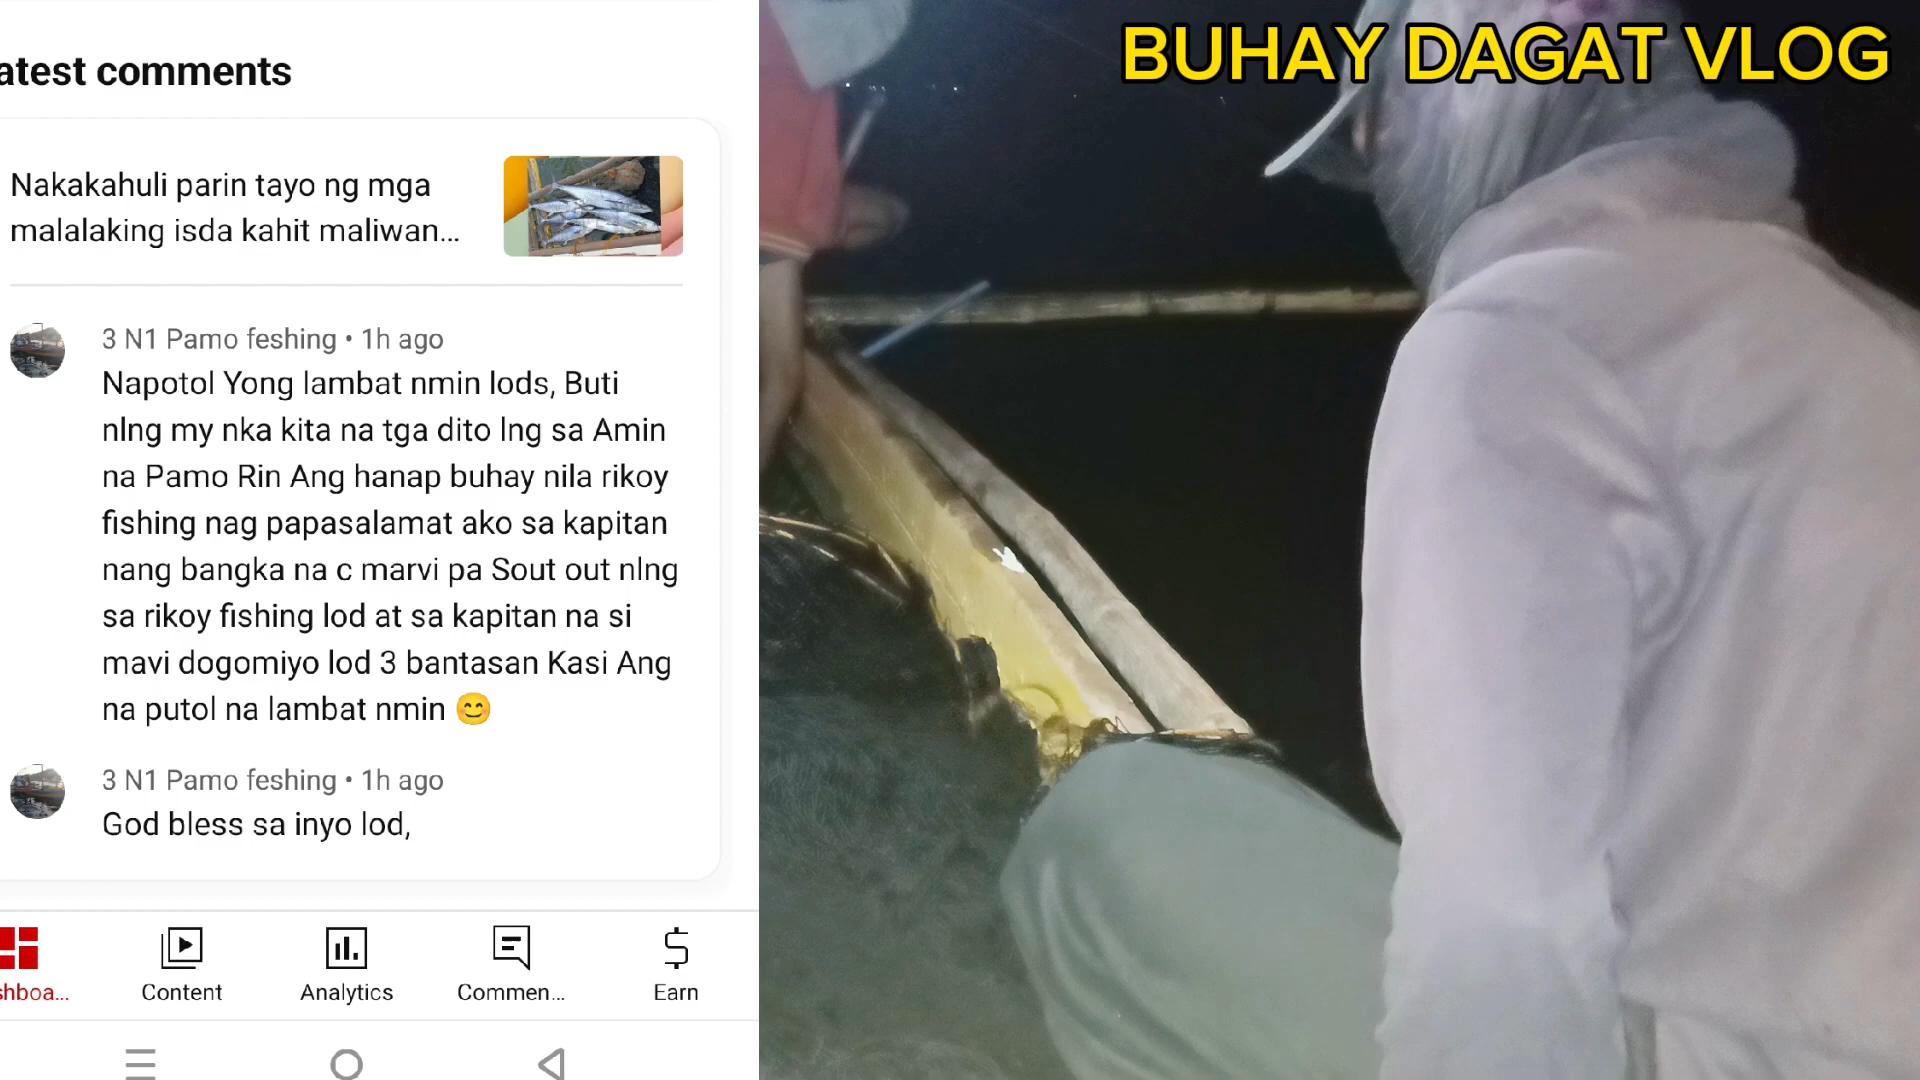 atest comments
Nakakahuli parin tayo ng mga
malalaking isda kahit maliwan...
3 N1 Pamo feshing • 1h ago
Napotol Yong lambat nmin lods, Buti
nlng my nka kita na tga dito lng sa Amin
na Pamo Rin Ang hanap buhay nila rikoy
fishing nag papasalamat ako sa kapitan
nang bangka na c marvi pa Sout out nlng
sa rikoy fishing lod at sa kapitan na si
mavi dogomiyo lod 3 bantasan Kasi Ang
na putol na lambat nmin 😊
3 N1 Pamo feshing • 1h ago
God bless sa inyo lod,
shboa...
Content
Analytics
Commen...
Earn
BUHAY DAGAT VLOG